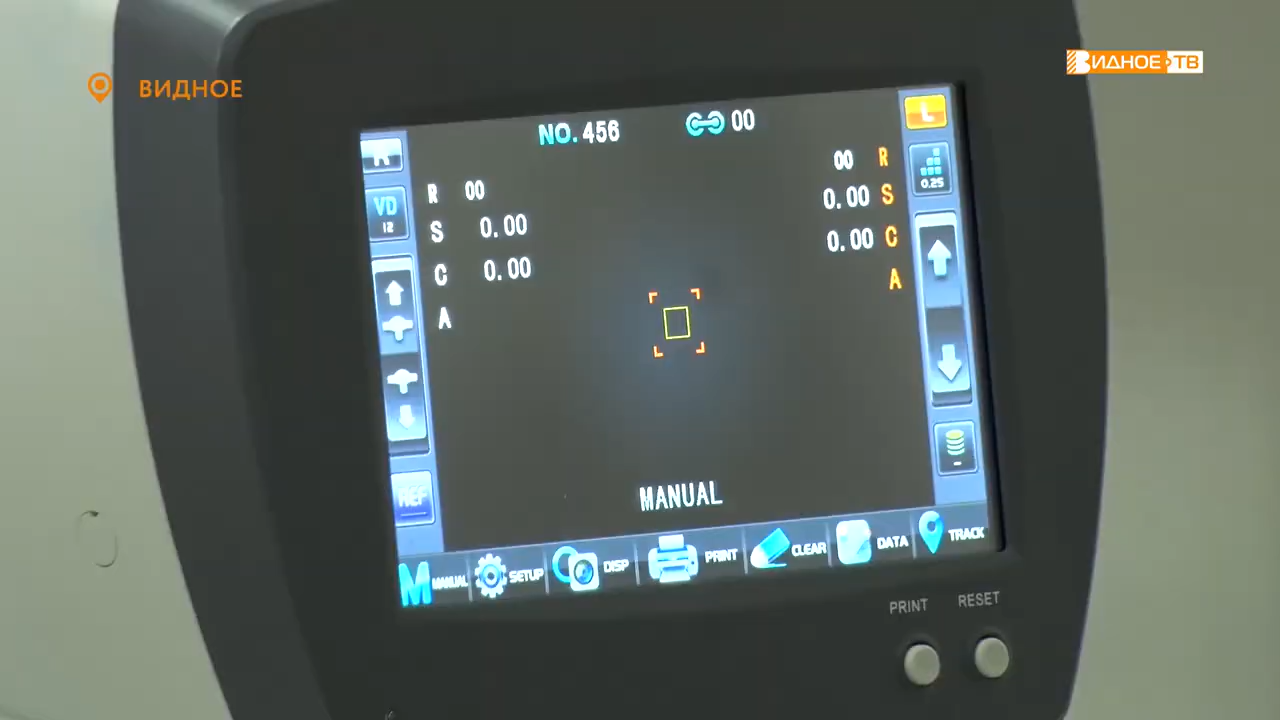 ВИДНОЕ
ВИДНОЕ ТВ
NO. 456
00
L
R
R 00
00 R
VD
12
0.25
S 0.00
0.00 S
C 0.00
0.00 C
A
A
REF
MANUAL
M MANUAL
SETUP
DISP
PRINT
CLEAR
DATA
TRACK
PRINT
RESET